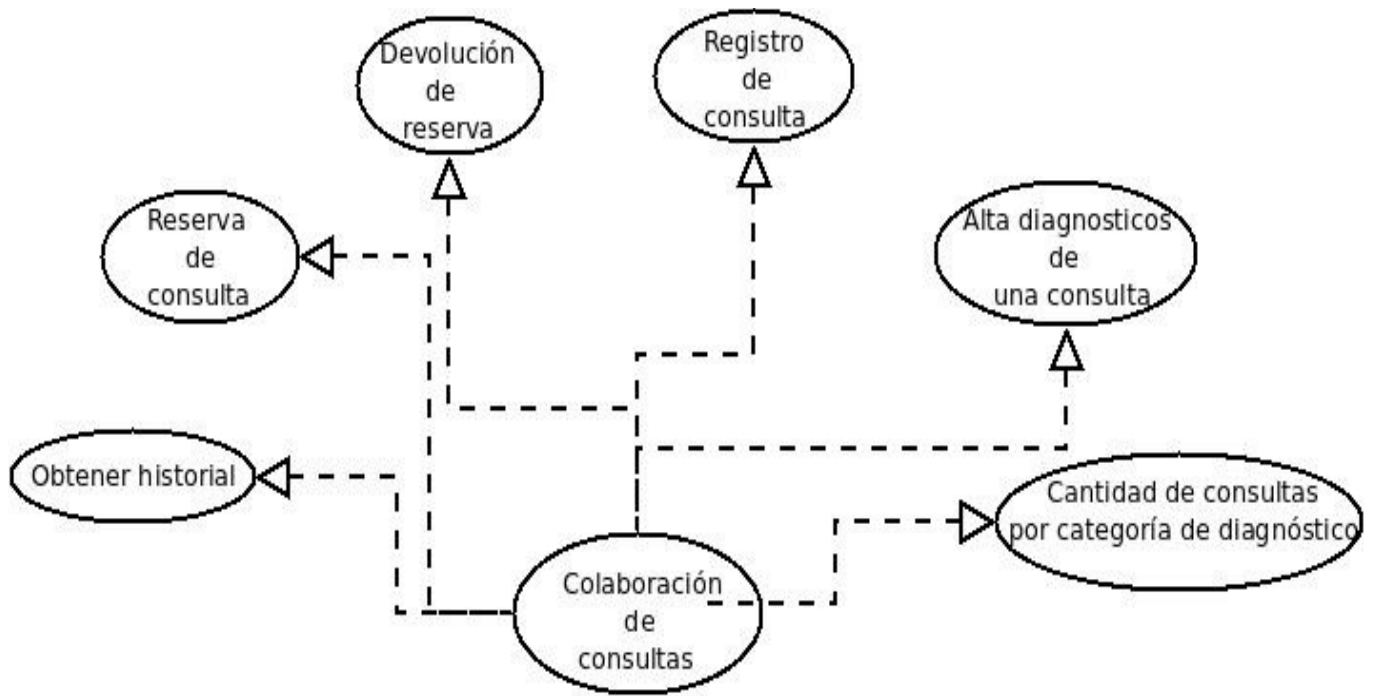 Devolución
de
reserva
Registro
de
consulta
Reserva
de
consulta
Alta diagnosticos
de
una consulta
Obtener historial
Cantidad de consultas
por categoría de diagnóstico
Colaboración
de
consultas